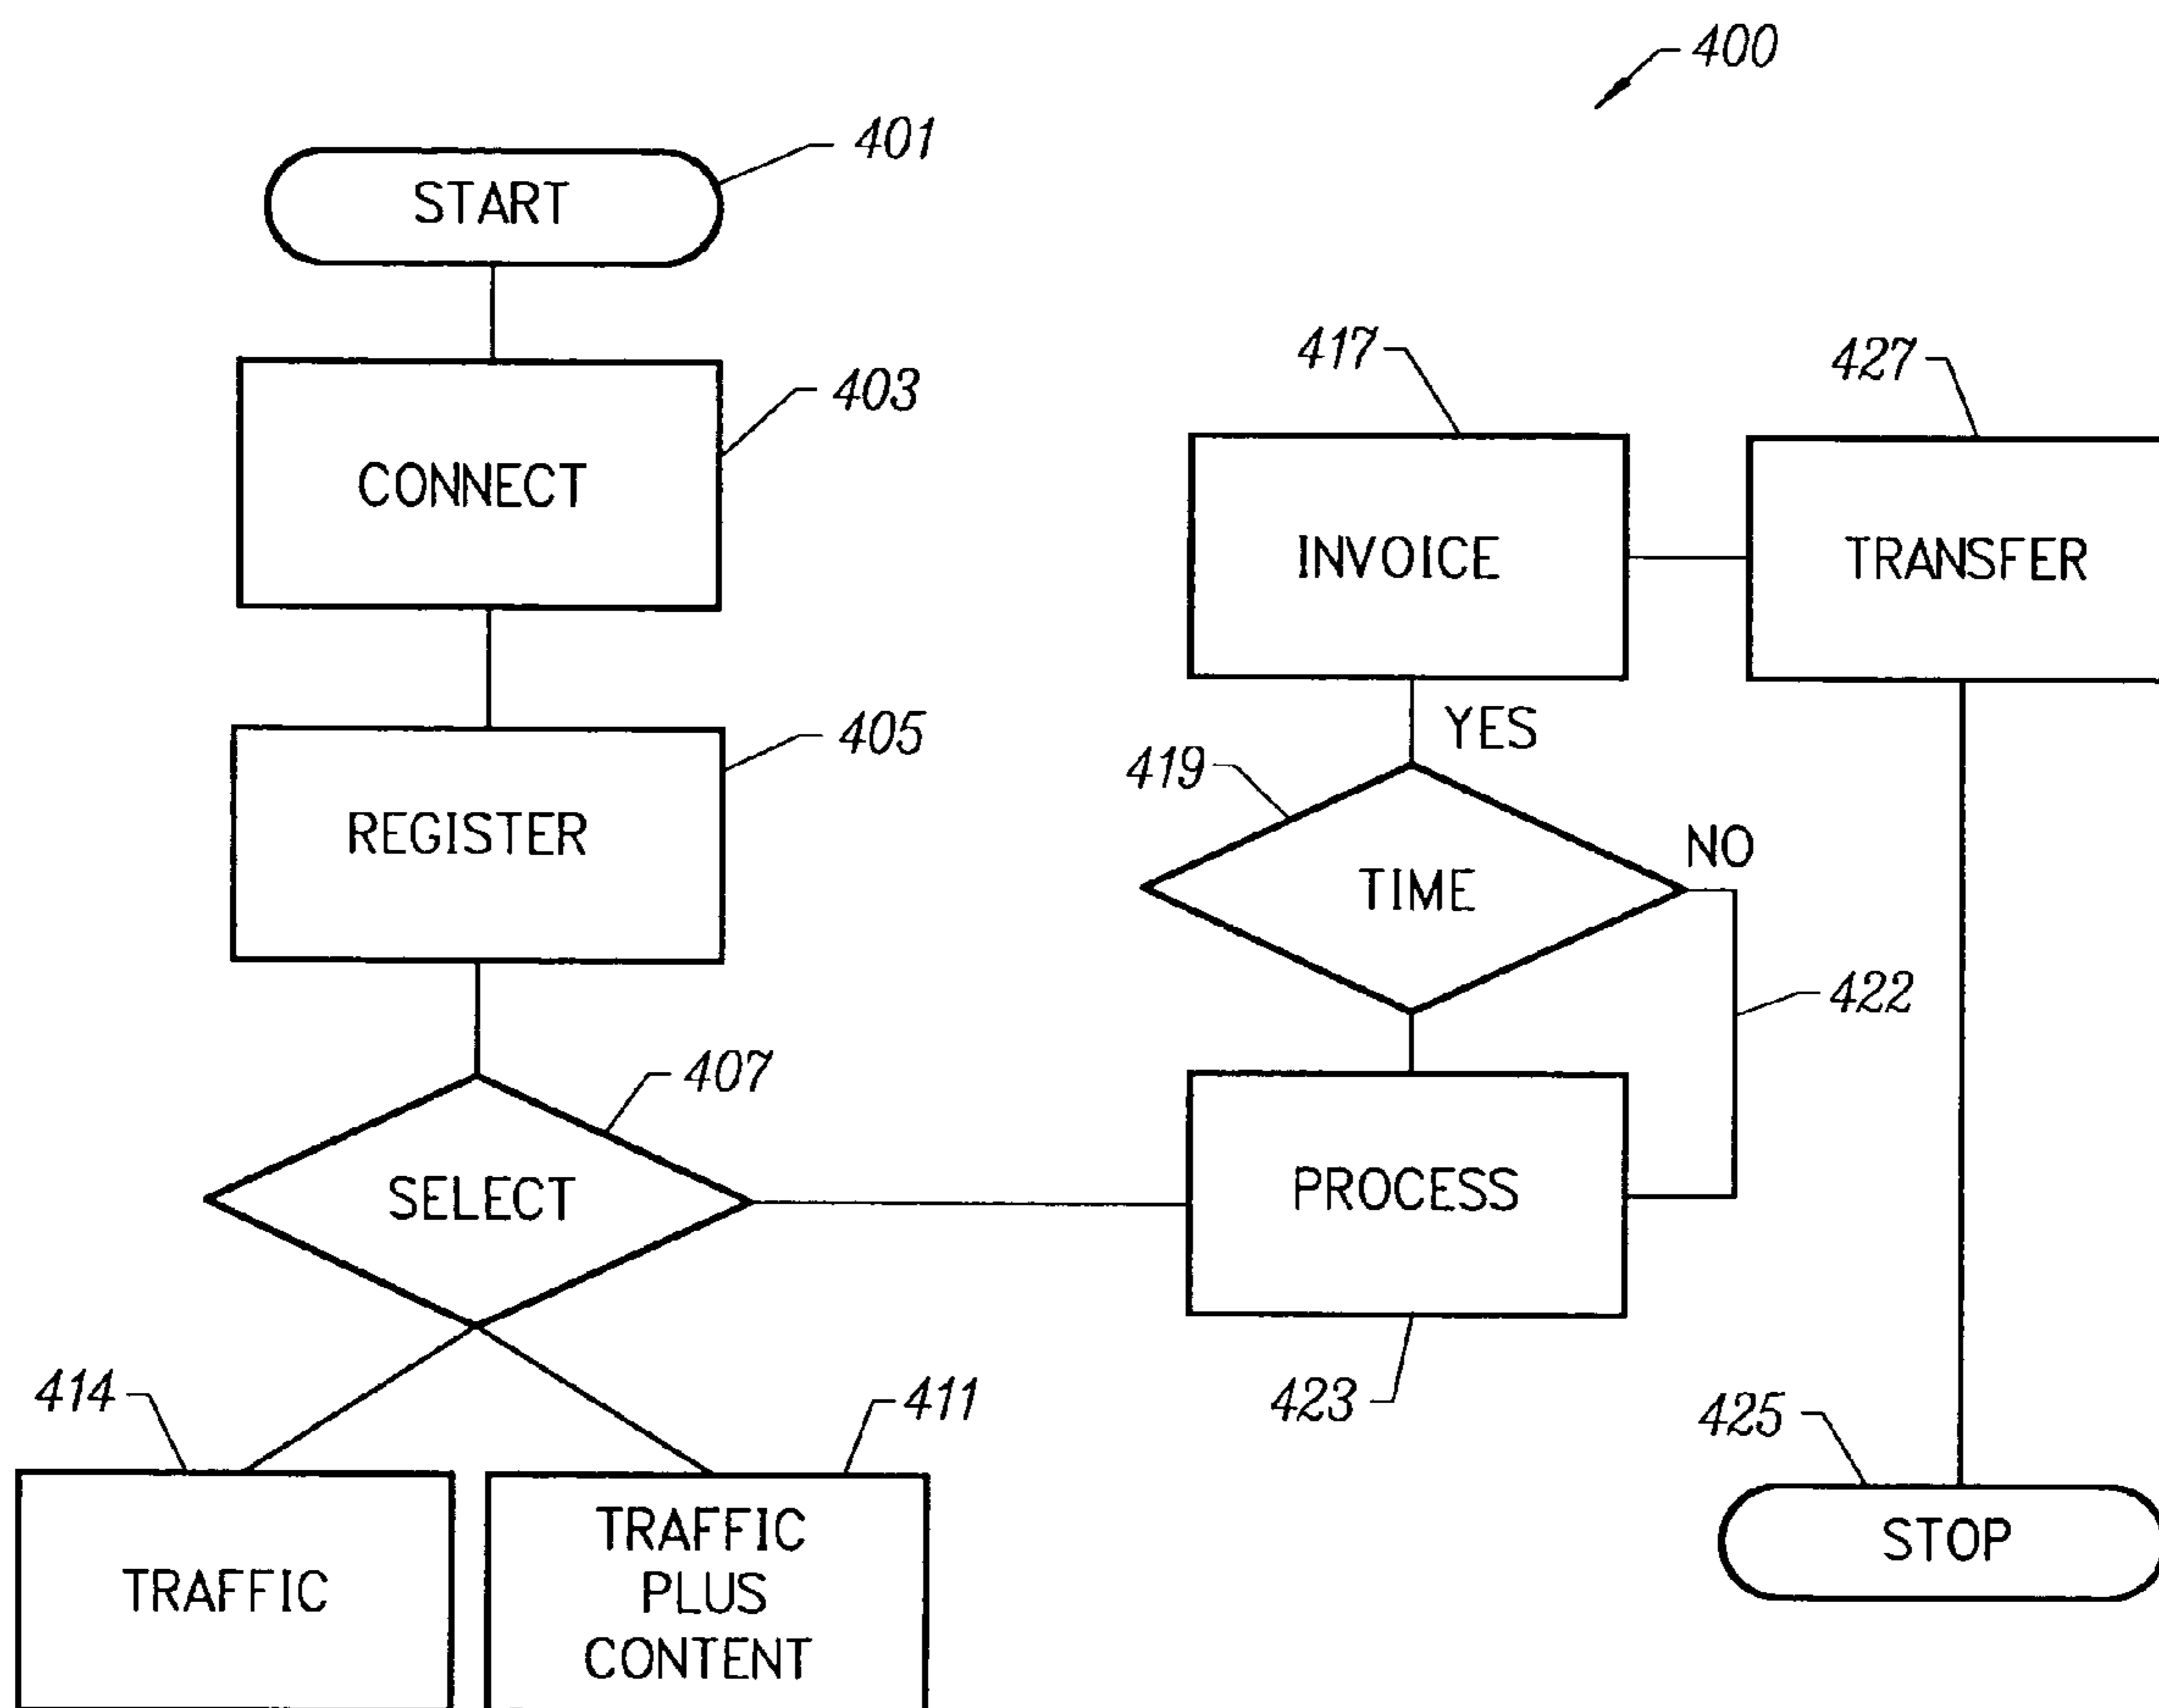 400
401
START
403
CONNECT
417
427
INVOICE
TRANSFER
405
REGISTER
YES
419
NO
TIME
422
407
SELECT
PROCESS
423
414
411
425
TRAFFIC
TRAFFIC
PLUS
CONTENT
STOP